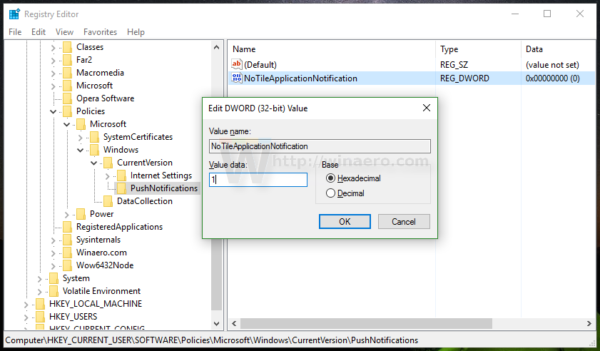 Registry Editor
File Edit View Favorites Help
Classes
Far2
Macromedia
Microsoft
Opera Software
Policies
Microsoft
SystemCertificates
Windows
CurrentVersion
Internet Settings
PushNotifications
DataCollection
Power
RegisteredApplications
Sysinternals
Winaero.com
Wow6432Node
System
Volatile Environment
HKEY_LOCAL_MACHINE
HKEY_USERS
HKEY_CURRENT_CONFIG
Name Type Data
ab (Default) REG_SZ (value not set)
NoTileApplicationNotification REG_DWORD 0x00000000 (0)
Edit DWORD (32-bit) Value
Value name:
NoTileApplicationNotification
Value data:
1
Base
Hexadecimal
Decimal
OK Cancel
W http://winaero.com
Computer\HKEY_CURRENT_USER\SOFTWARE\Policies\Microsoft\Windows\CurrentVersion\PushNotifications